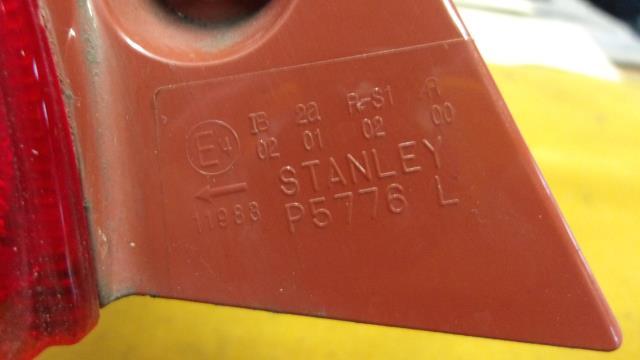 IB 2a R-S1 R
E4 02 01 02 00
← STANLEY
11988 P5776 L